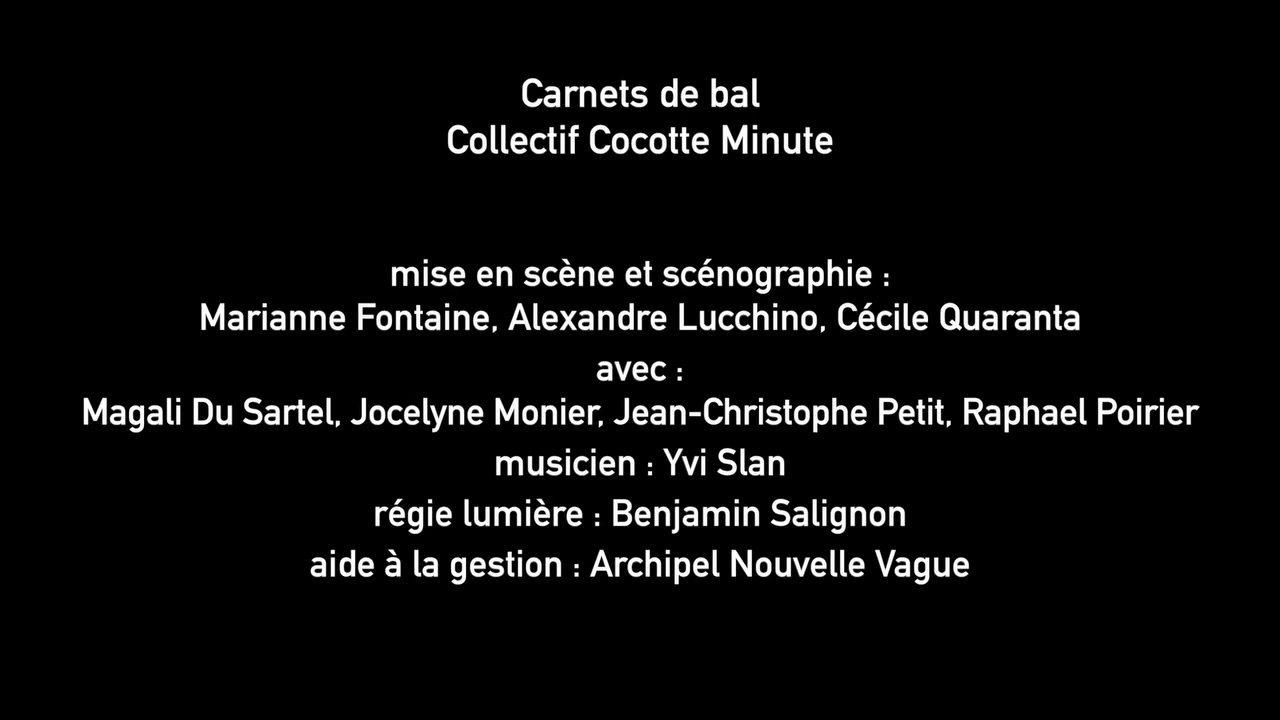 Carnets de bal
Collectif Cocotte Minute
mise en scène et scénographie :
Marianne Fontaine, Alexandre Lucchino, Cécile Quaranta
avec :
Magali Du Sartel, Jocelyne Monier, Jean-Christophe Petit, Raphael Poirier
musicien : Yvi Slan
régie lumière : Benjamin Salignon
aide à la gestion : Archipel Nouvelle Vague